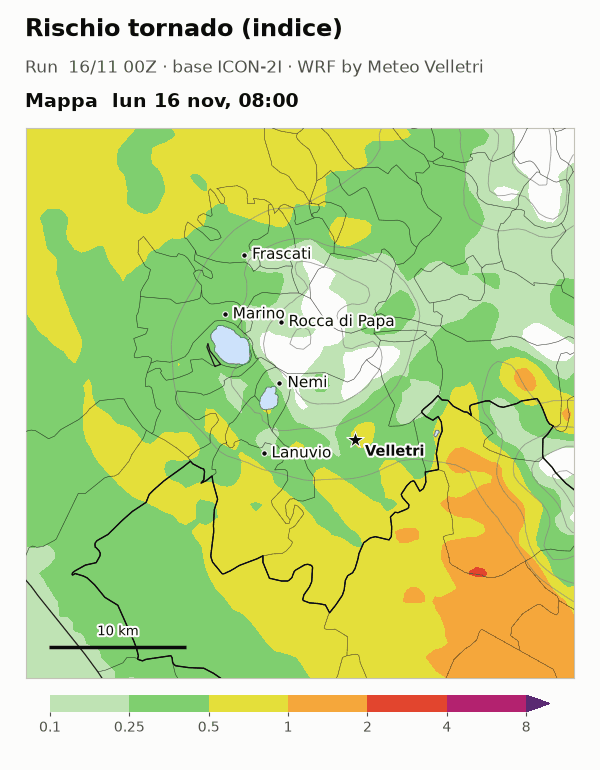 Rischio tornado (indice)
Run  16/11 00Z · base ICON-2I · WRF by Meteo Velletri
Mappa  lun 16 nov, 08:00
Frascati
Marino
Rocca di Papa
Nemi
Velletri
Lanuvio
10 km
0.1 0.25 0.5 1 2 4 8